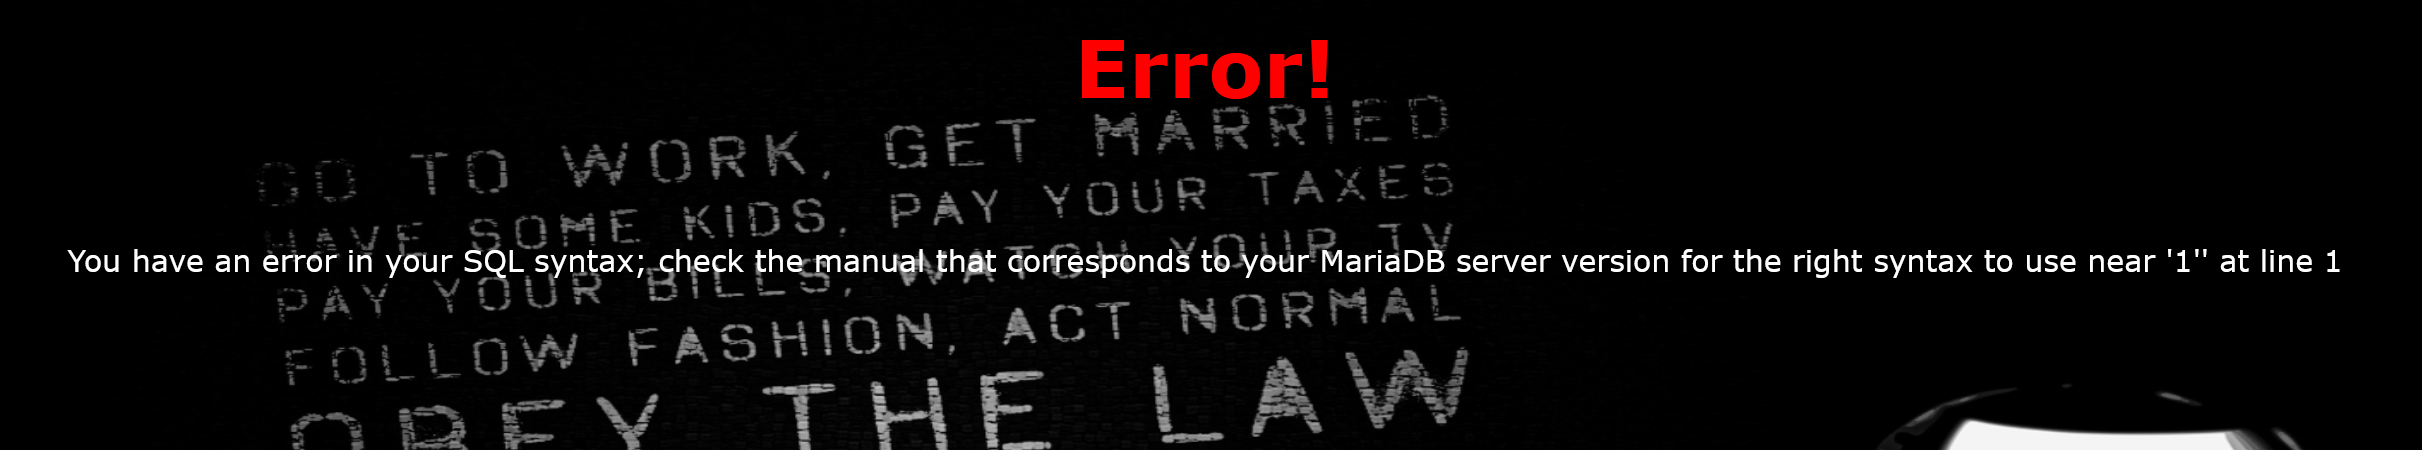 Error!
GO TO WORK, GET MARRIED
HAVE SOME KIDS, PAY YOUR TAXES
PAY YOUR BILLS, WATCH YOUR TV
You have an error in your SQL syntax; check the manual that corresponds to your MariaDB server version for the right syntax to use near '1'' at line 1
FOLLOW FASHION, ACT NORMAL
OBEY THE LAW